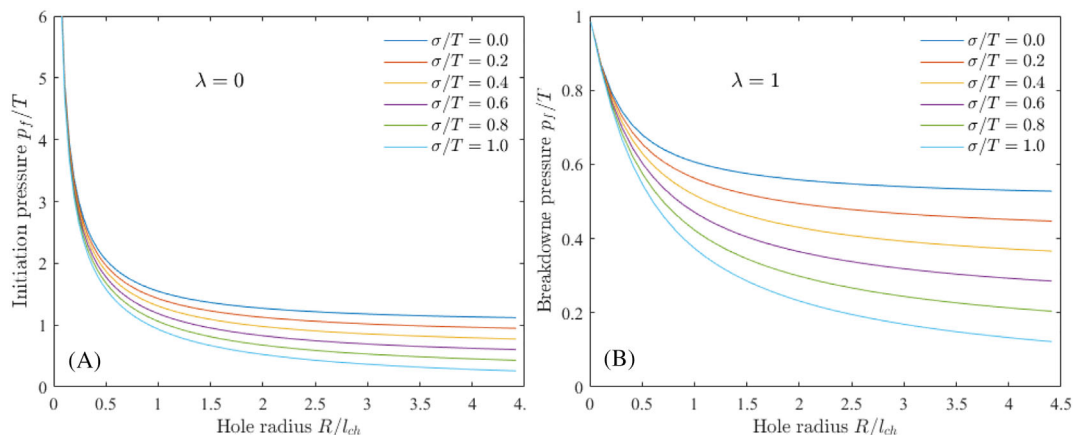 6
5
4
3
2
1
0
Initiation pressure p_f/T
λ = 0
σ/T = 0.0
σ/T = 0.2
σ/T = 0.4
σ/T = 0.6
σ/T = 0.8
σ/T = 1.0
(A)
0 0.5 1 1.5 2 2.5 3 3.5 4 4.
Hole radius R/l_ch
1
0.8
0.6
0.4
0.2
0
Breakdowne pressure p_f/T
λ = 1
σ/T = 0.0
σ/T = 0.2
σ/T = 0.4
σ/T = 0.6
σ/T = 0.8
σ/T = 1.0
(B)
0 0.5 1 1.5 2 2.5 3 3.5 4 4.5
Hole radius R/l_ch